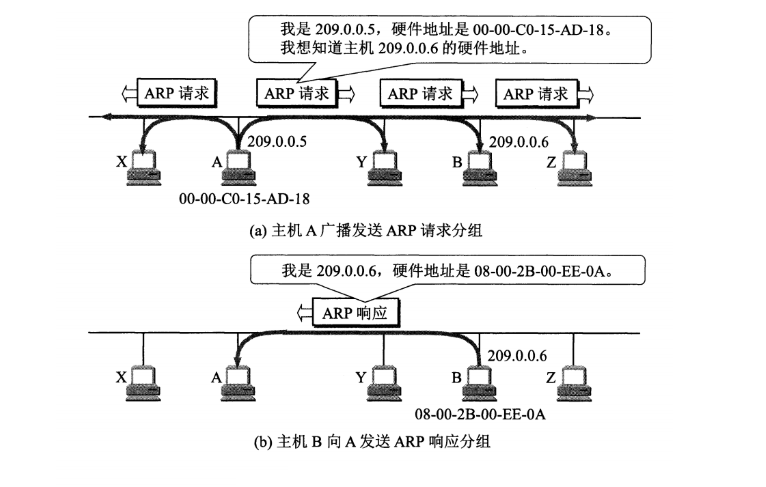 我是 209.0.0.5，硬件地址是 00-00-C0-15-AD-18。
我想知道主机 209.0.0.6 的硬件地址。
ARP 请求
ARP 请求
ARP 请求
ARP 请求
209.0.0.5
209.0.0.6
X
A
Y
B
Z
00-00-C0-15-AD-18
(a) 主机 A 广播发送 ARP 请求分组
我是 209.0.0.6，硬件地址是 08-00-2B-00-EE-0A。
ARP 响应
209.0.0.6
X
A
Y
B
Z
08-00-2B-00-EE-0A
(b) 主机 B 向 A 发送 ARP 响应分组